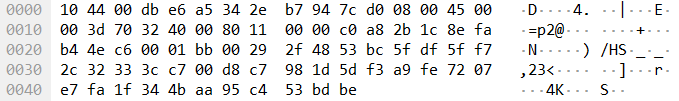 0000 10 44 00 db e6 a5 34 2e b7 94 7c d0 08 00 45 00 ·D····4. ··|···E·
0010 00 3d 70 32 40 00 80 11 00 00 c0 a8 2b 1c 8e fa ·=p2@··· ····+···
0020 b4 4e c6 00 01 bb 00 29 2f 48 53 bc 5f df 5f f7 ·N·····) /HS·_·_·
0030 2c 32 33 3c c7 00 d8 c7 98 1d 5d f3 a9 fe 72 07 ,23<···· ··]···r·
0040 e7 fa 1f 34 4b aa 95 c4 53 bd be ···4K··· S··